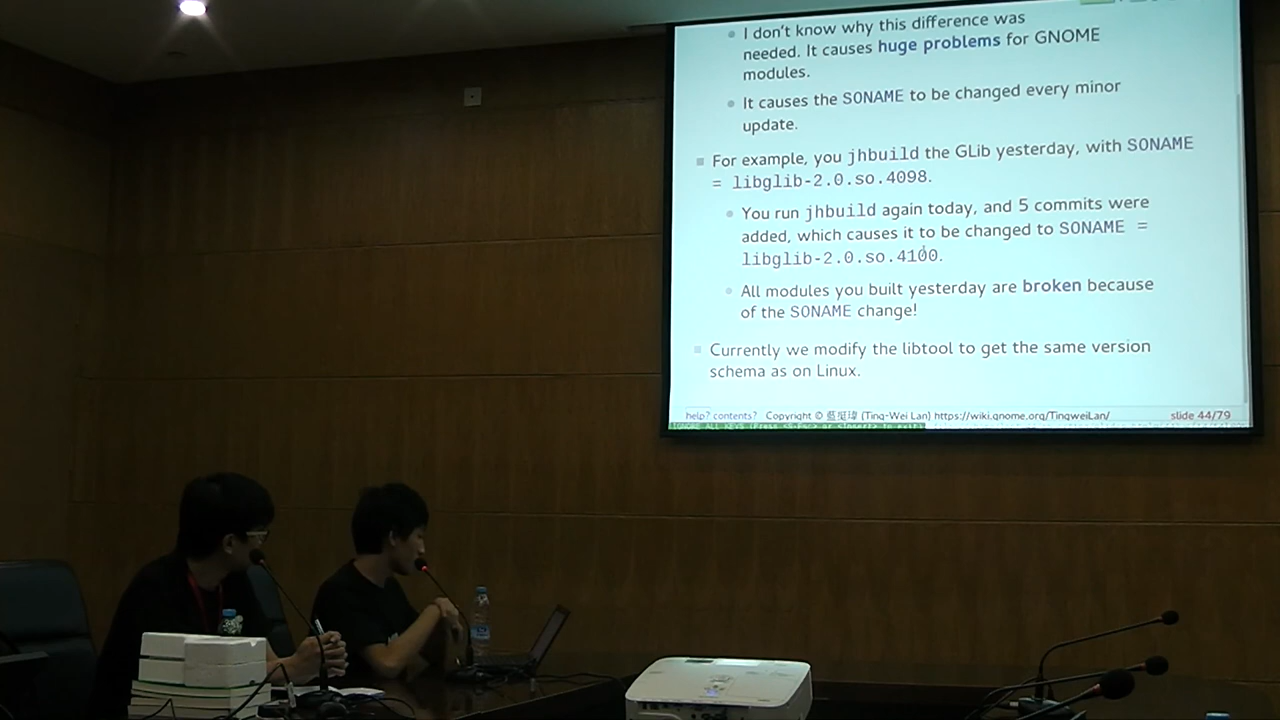 I don't know why this difference was
needed. It causes huge problems for GNOME
modules.
It causes the SONAME to be changed every minor
update.
For example, you jhbuild the GLib yesterday, with SONAME
= libglib-2.0.so.4098.
You run jhbuild again today, and 5 commits were
added, which causes it to be changed to SONAME =
libglib-2.0.so.4100.
All modules you built yesterday are broken because
of the SONAME change!
Currently we modify the libtool to get the same version
schema as on Linux.
help? contents? Copyright © 藍挺瑋 (Ting-Wei Lan) https://wiki.gnome.org/TingweiLan/ slide 44/79